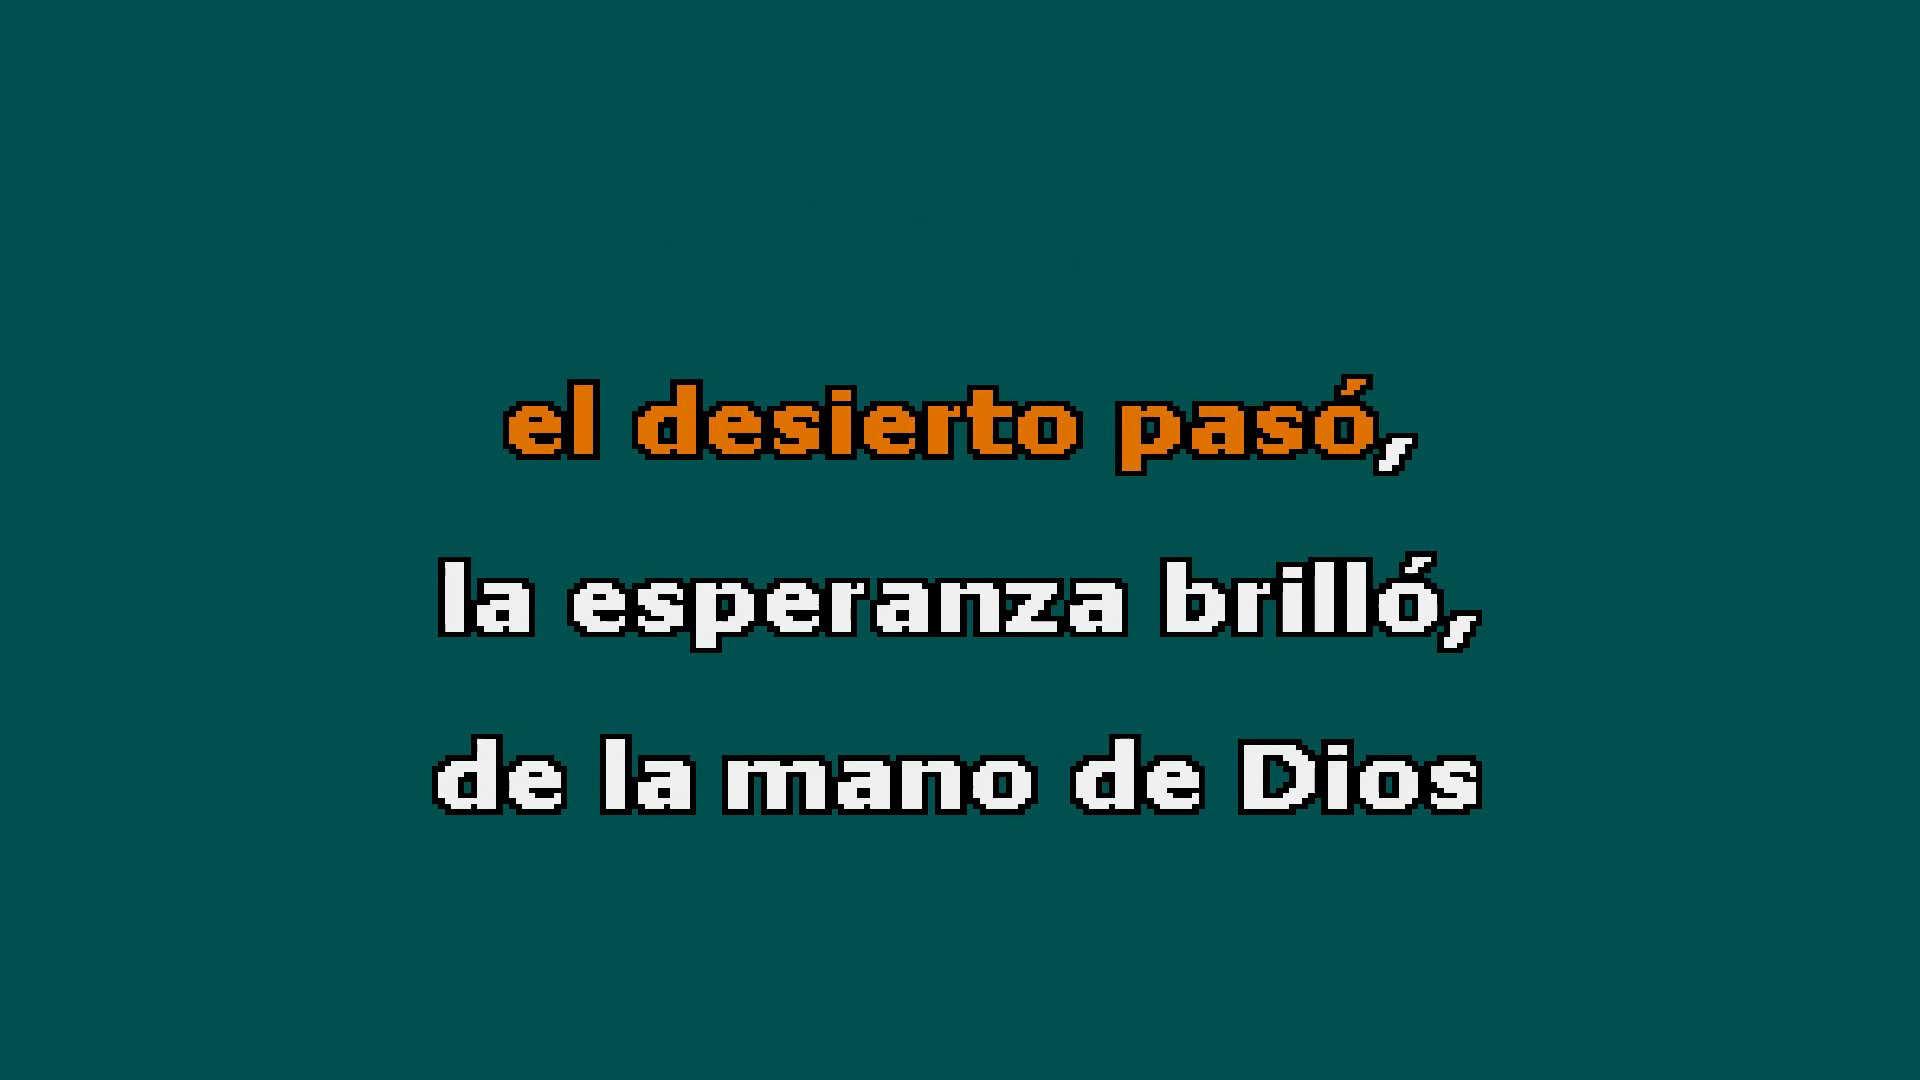 el desierto pasó,
la esperanza brilló,
de la mano de Dios